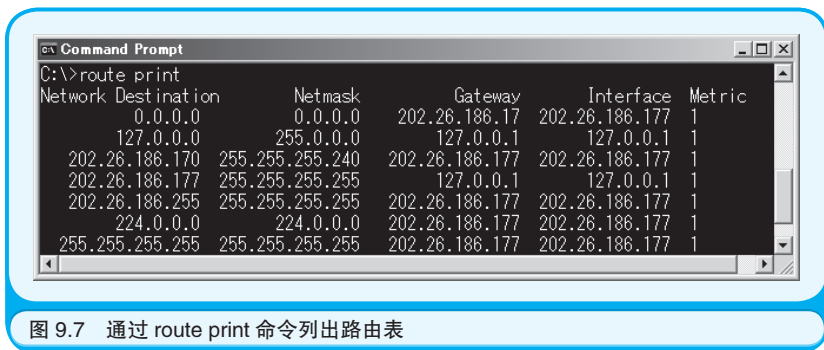 Command Prompt
C:\>route print
Network Destination Netmask Gateway Interface Metric
0.0.0.0 0.0.0.0 202.26.186.17 202.26.186.177 1
127.0.0.0 255.0.0.0 127.0.0.1 127.0.0.1 1
202.26.186.170 255.255.255.240 202.26.186.177 202.26.186.177 1
202.26.186.177 255.255.255.255 127.0.0.1 127.0.0.1 1
202.26.186.255 255.255.255.255 202.26.186.177 202.26.186.177 1
224.0.0.0 224.0.0.0 202.26.186.177 202.26.186.177 1
255.255.255.255 255.255.255.255 202.26.186.177 202.26.186.177 1
图 9.7 通过 route print 命令列出路由表